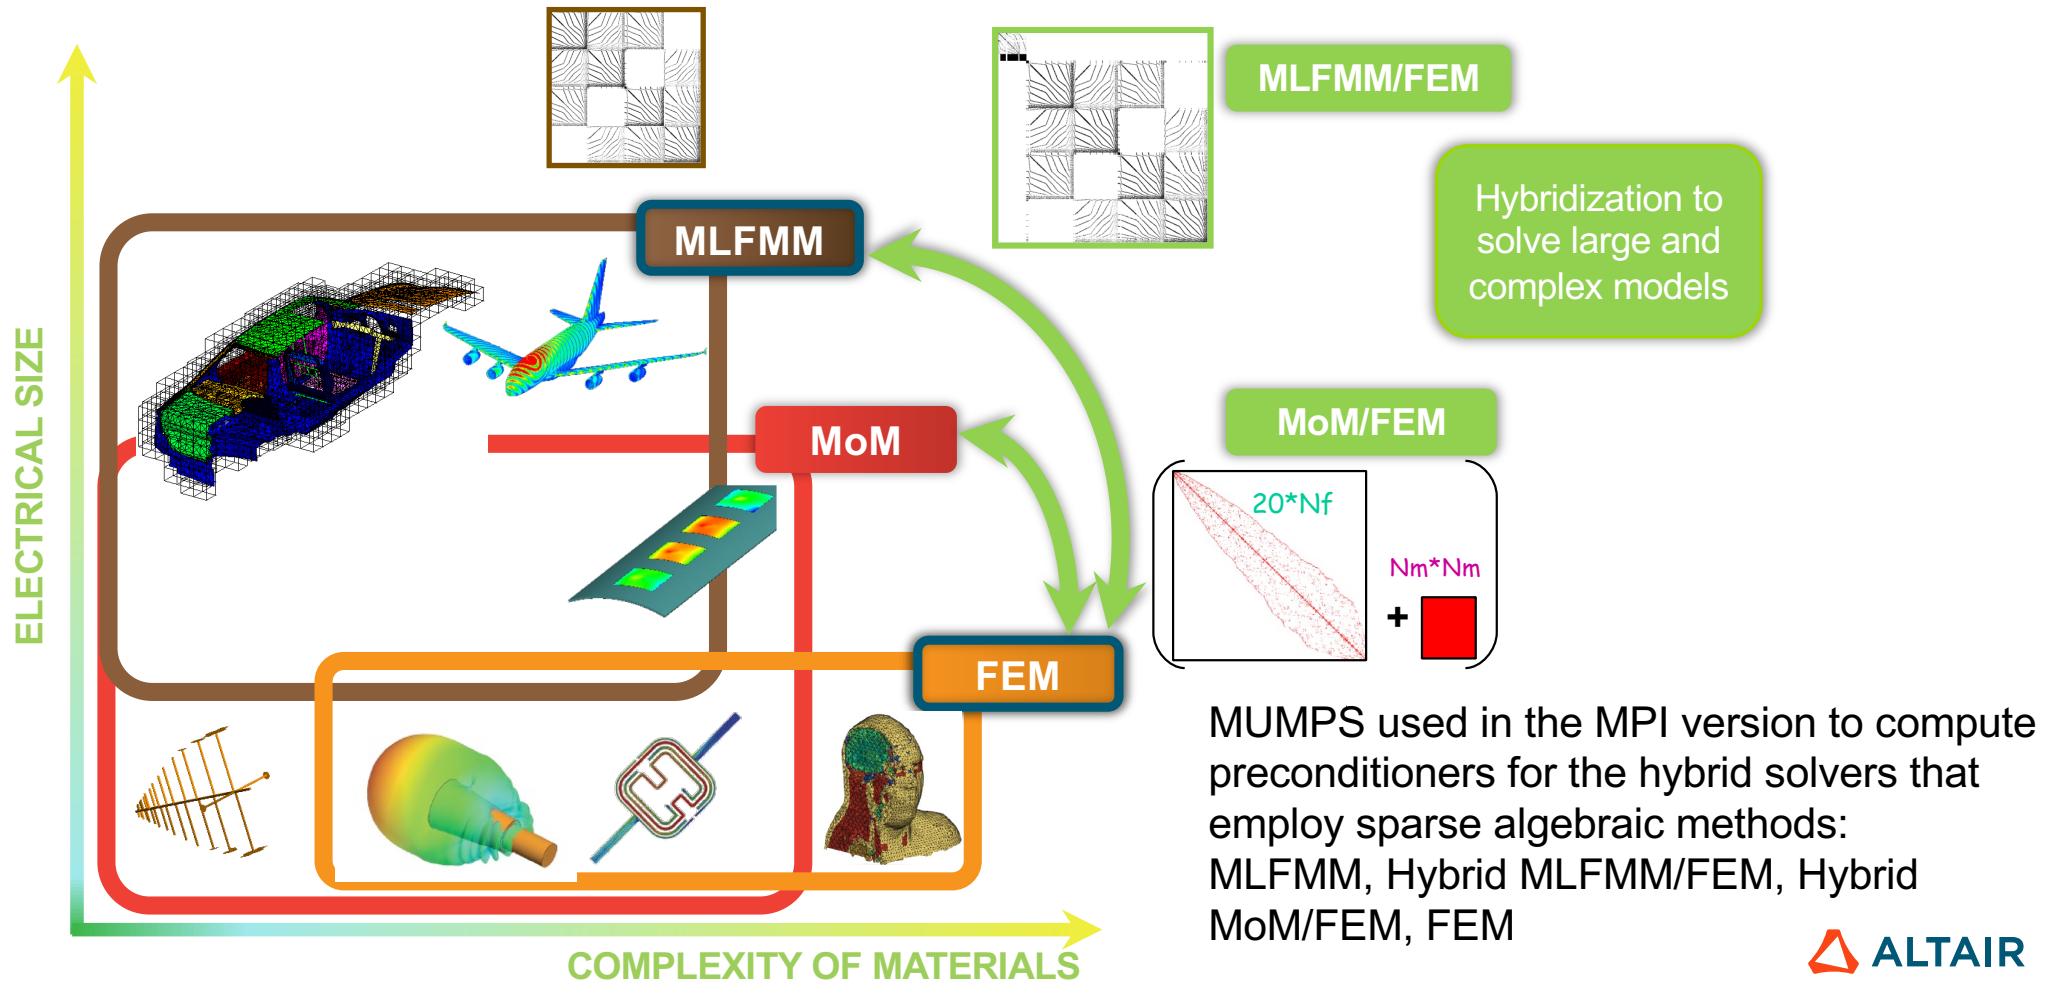 MLFMM/FEM
Hybridization to
solve large and
complex models
MLFMM
ELECTRICAL SIZE
MoM
MoM/FEM
20*Nf
Nm*Nm
+
FEM
MUMPS used in the MPI version to compute
preconditioners for the hybrid solvers that
employ sparse algebraic methods:
MLFMM, Hybrid MLFMM/FEM, Hybrid
MoM/FEM, FEM
COMPLEXITY OF MATERIALS
ALTAIR